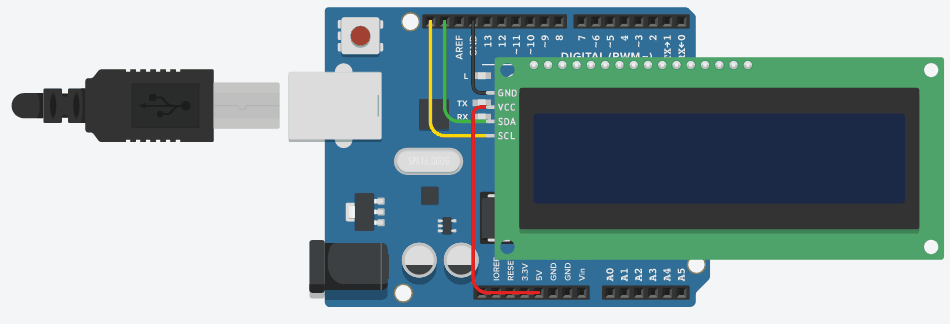 AREF
GND
13
12
~11
~10
~9
8
7
~6
~5
4
~3
2
TX→1
RX←0
DIGITAL (PWM ~)
L
TX
RX
GND
VCC
SDA
SCL
IOREF
RESE
3.3V
5V
GND
GND
Vin
A0
A1
A2
A3
A4
A5